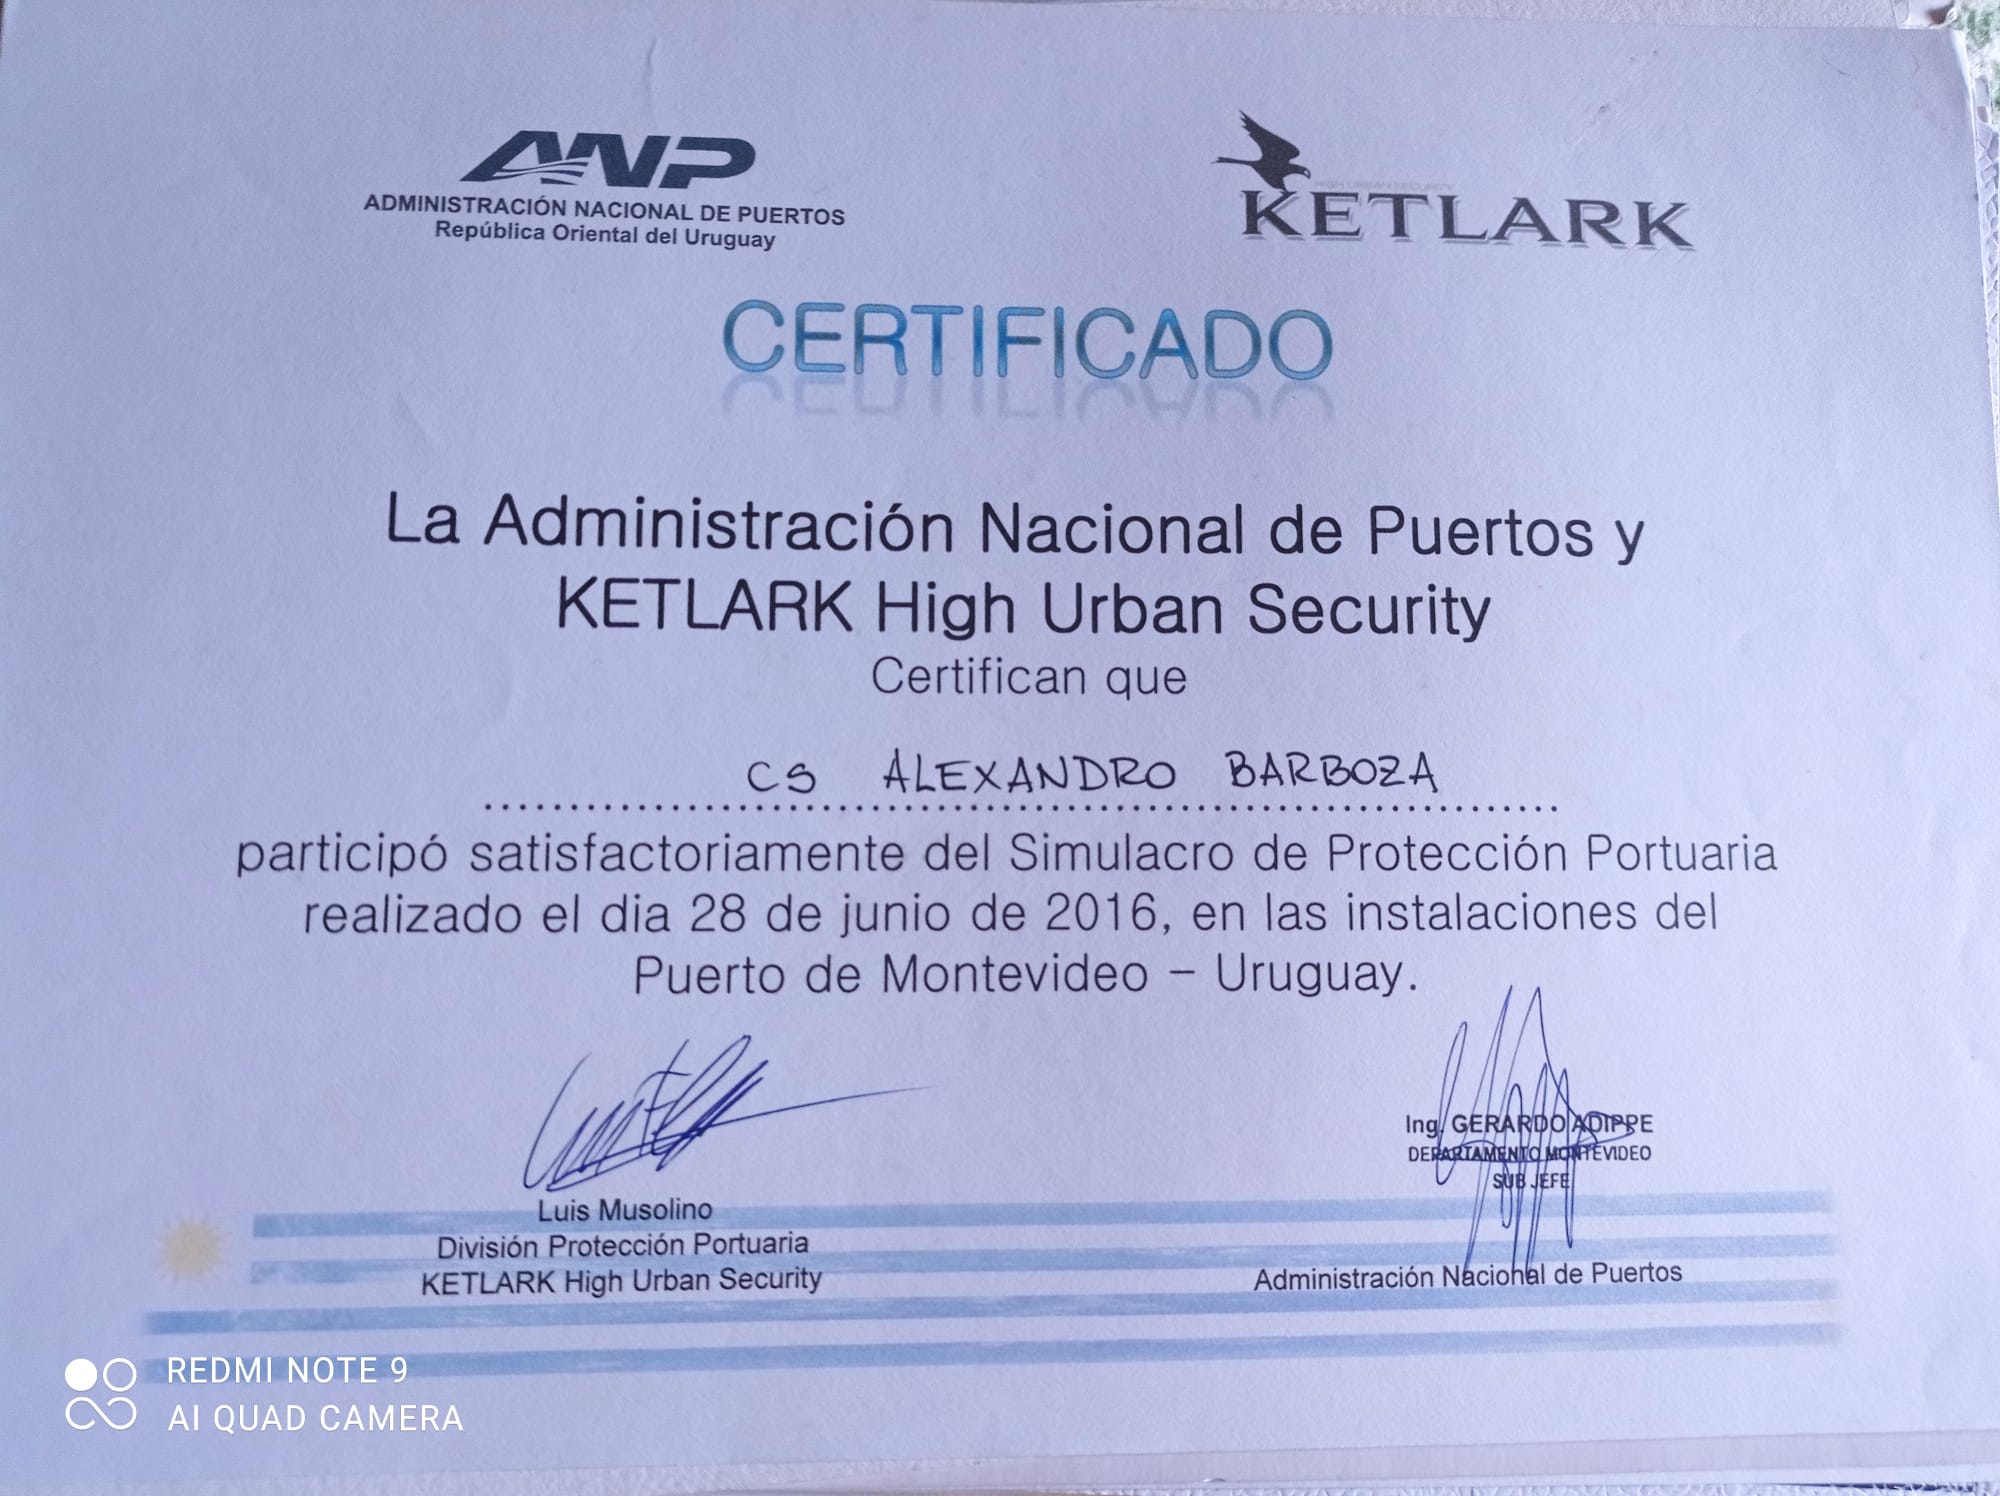 ANP
ADMINISTRACIÓN NACIONAL DE PUERTOS
República Oriental del Uruguay
KETLARK
CERTIFICADO
La Administración Nacional de Puertos y
KETLARK High Urban Security
Certifican que
CS ALEXANDRO BARBOZA
participó satisfactoriamente del Simulacro de Protección Portuaria
realizado el dia 28 de junio de 2016, en las instalaciones del
Puerto de Montevideo – Uruguay.
Ing. GERARDO ADIPPE
DEPARTAMENTO MONTEVIDEO
SUB JEFE
Luis Musolino
División Protección Portuaria
KETLARK High Urban Security
Administración Nacional de Puertos
REDMI NOTE 9
AI QUAD CAMERA